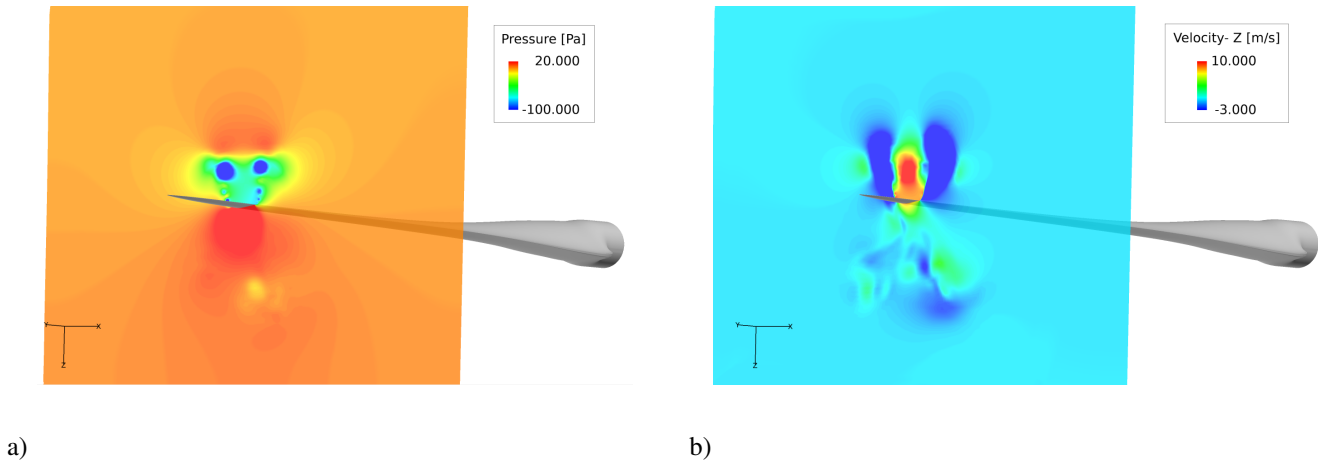 Pressure [Pa]
20.000
-100.000
Y
X
Z
Velocity- Z [m/s]
10.000
-3.000
Y
X
Z
a)
b)